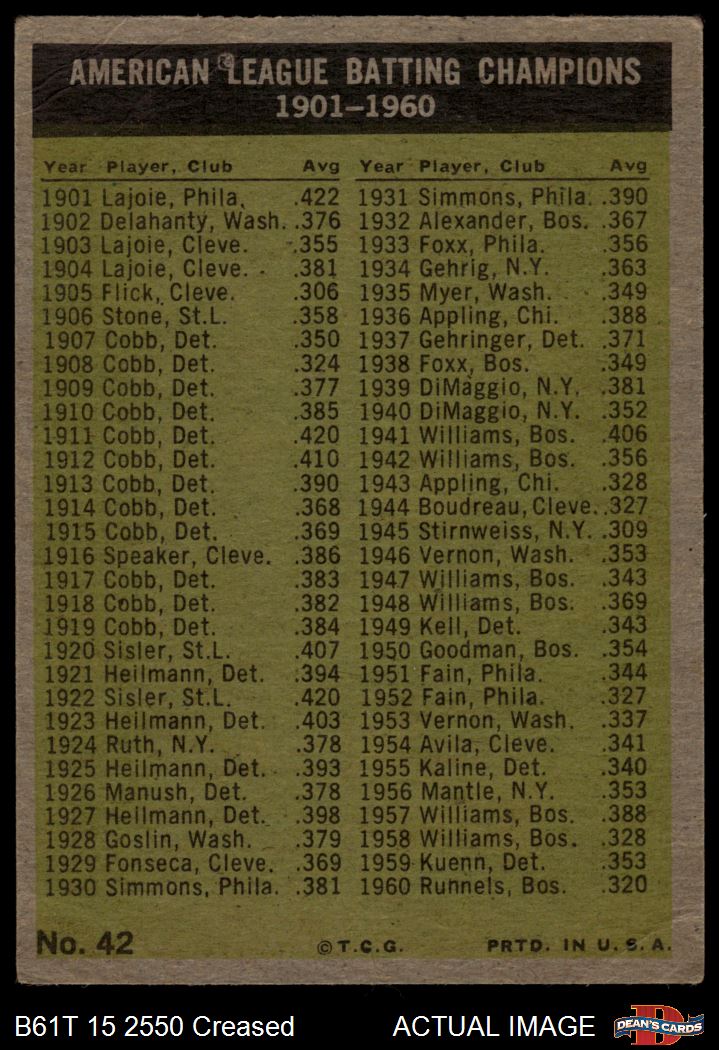 AMERICAN LEAGUE BATTING CHAMPIONS
1901-1960
Year Player, Club Avg
1901 Lajoie, Phila. .422
1902 Delahanty, Wash. .376
1903 Lajoie, Cleve. .355
1904 Lajoie, Cleve. .381
1905 Flick, Cleve. .306
1906 Stone, St.L. .358
1907 Cobb, Det. .350
1908 Cobb, Det. .324
1909 Cobb, Det. .377
1910 Cobb, Det. .385
1911 Cobb, Det. .420
1912 Cobb, Det. .410
1913 Cobb, Det. .390
1914 Cobb, Det. .368
1915 Cobb, Det. .369
1916 Speaker, Cleve. .386
1917 Cobb, Det. .383
1918 Cobb, Det. .382
1919 Cobb, Det. .384
1920 Sisler, St.L. .407
1921 Heilmann, Det. .394
1922 Sisler, St.L. .420
1923 Heilmann, Det. .403
1924 Ruth, N.Y. .378
1925 Heilmann, Det. .393
1926 Manush, Det. .378
1927 Heilmann, Det. .398
1928 Goslin, Wash. .379
1929 Fonseca, Cleve. .369
1930 Simmons, Phila. .381
Year Player, Club Avg
1931 Simmons, Phila. .390
1932 Alexander, Bos. .367
1933 Foxx, Phila. .356
1934 Gehrig, N.Y. .363
1935 Myer, Wash. .349
1936 Appling, Chi. .388
1937 Gehringer, Det. .371
1938 Foxx, Bos. .349
1939 DiMaggio, N.Y. .381
1940 DiMaggio, N.Y. .352
1941 Williams, Bos. .406
1942 Williams, Bos. .356
1943 Appling, Chi. .328
1944 Boudreau, Cleve. .327
1945 Stirnweiss, N.Y. .309
1946 Vernon, Wash. .353
1947 Williams, Bos. .343
1948 Williams, Bos. .369
1949 Kell, Det. .343
1950 Goodman, Bos. .354
1951 Fain, Phila. .344
1952 Fain, Phila. .327
1953 Vernon, Wash. .337
1954 Avila, Cleve. .341
1955 Kaline, Det. .340
1956 Mantle, N.Y. .353
1957 Williams, Bos. .388
1958 Williams, Bos. .328
1959 Kuenn, Det. .353
1960 Runnels, Bos. .320
No. 42 © T.C.G. PRTD. IN U.S.A.
B61T 15 2550 Creased ACTUAL IMAGE DEAN'S CARDS